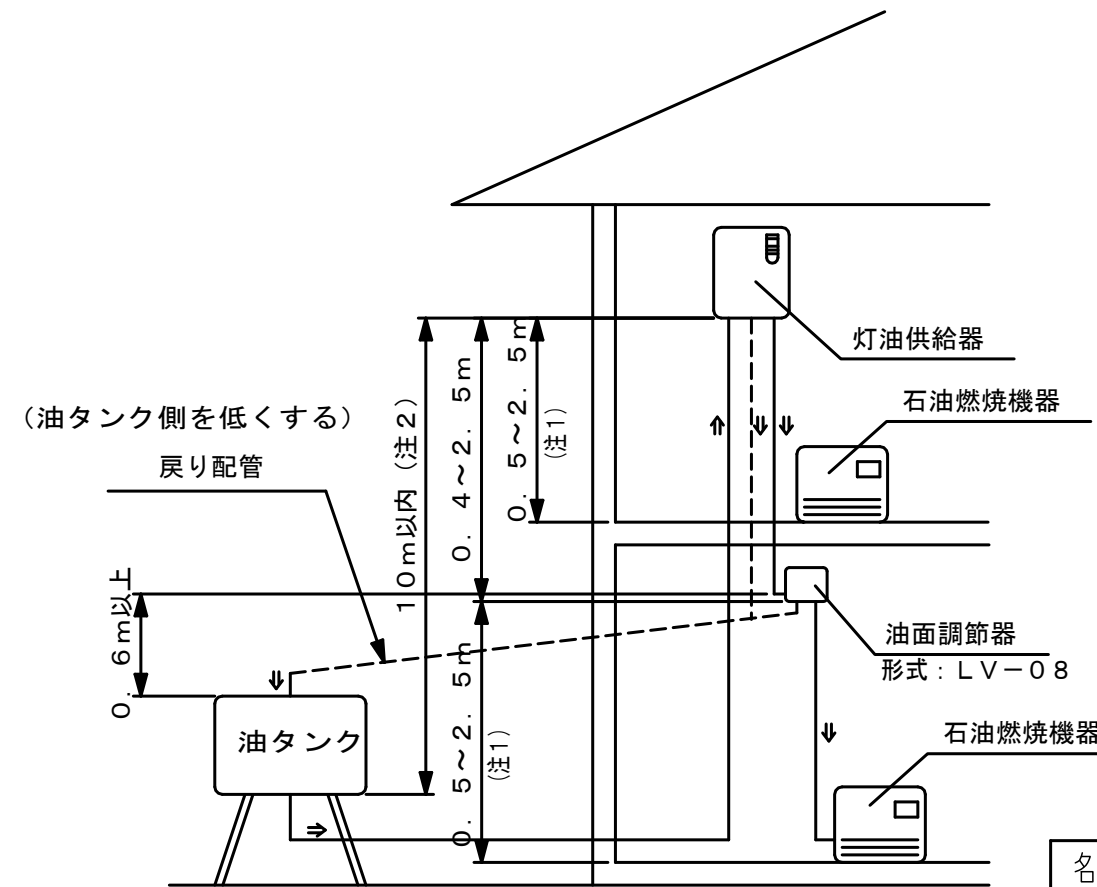 灯油供給器
石油燃焼機器
(油タンク側を低くする)
戻り配管
10m以内(注2)
0.4~2.5m
0.5~2.5m
(注1)
0.6m以上
油面調節器
形式:LV-08
油タンク
0.5~2.5m
(注1)
石油燃焼機器
名